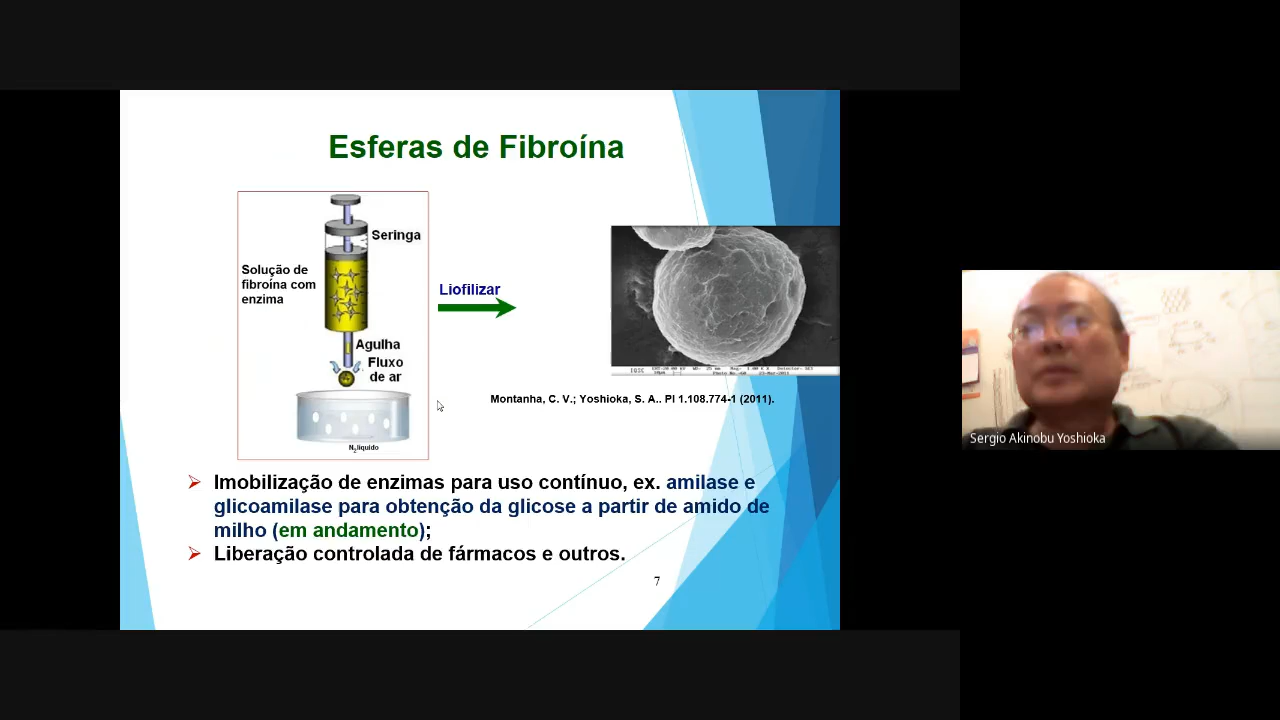 Esferas de Fibroína
Seringa
Solução de
fibroína com
enzima
Liofilizar
Agulha
Fluxo
de ar
N2líquido
Montanha, C. V.; Yoshioka, S. A.. PI 1.108.774-1 (2011).
Imobilização de enzimas para uso contínuo, ex. amilase e
glicoamilase para obtenção da glicose a partir de amido de
milho (em andamento);
Liberação controlada de fármacos e outros.
7
Sergio Akinobu Yoshioka